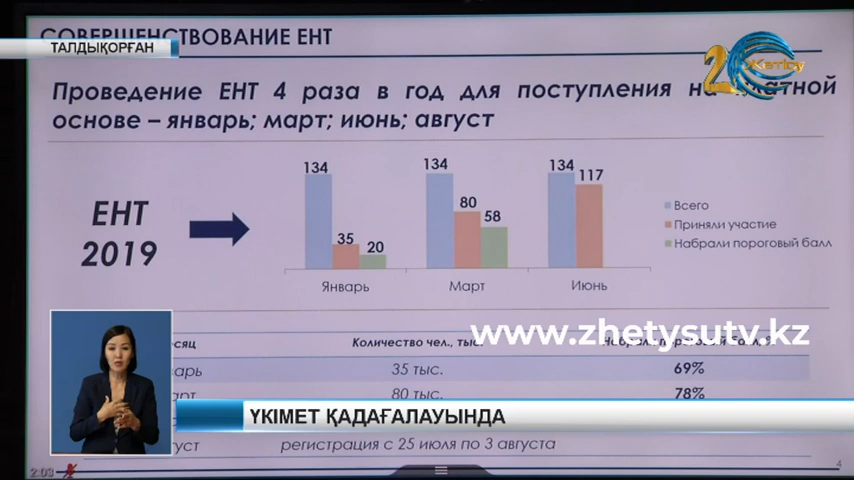 СОВЕРШЕНСТВОВАНИЕ ЕНТ
ТАЛДЫҚОРҒАН
20 Жетісу
Проведение ЕНТ 4 раза в год для поступления на платной
основе – январь; март; июнь; август
ЕНТ
2019
134 35 20
134 80 58
134 117
Всего
Приняли участие
Набрали пороговый балл
Январь Март Июнь
www.zhetysutv.kz
Количество чел., тыс.
35 тыс. 69%
80 тыс. 78%
ҮКІМЕТ ҚАДАҒАЛАУЫНДА
регистрация с 25 июля по 3 августа
2:03
4